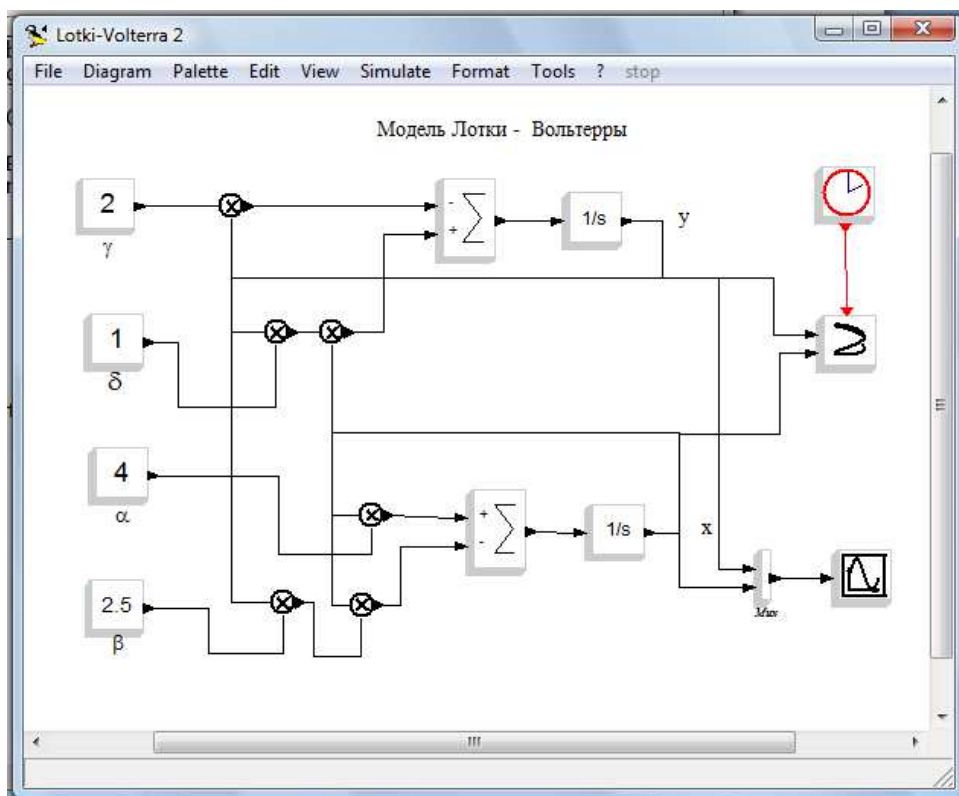 Lotki-Volterra 2
File Diagram Palette Edit View Simulate Format Tools ? stop
Модель Лотки - Вольтерры
2
γ
-
+
1/s
y
1
δ
4
α
+
-
1/s
x
2.5
β
Mux